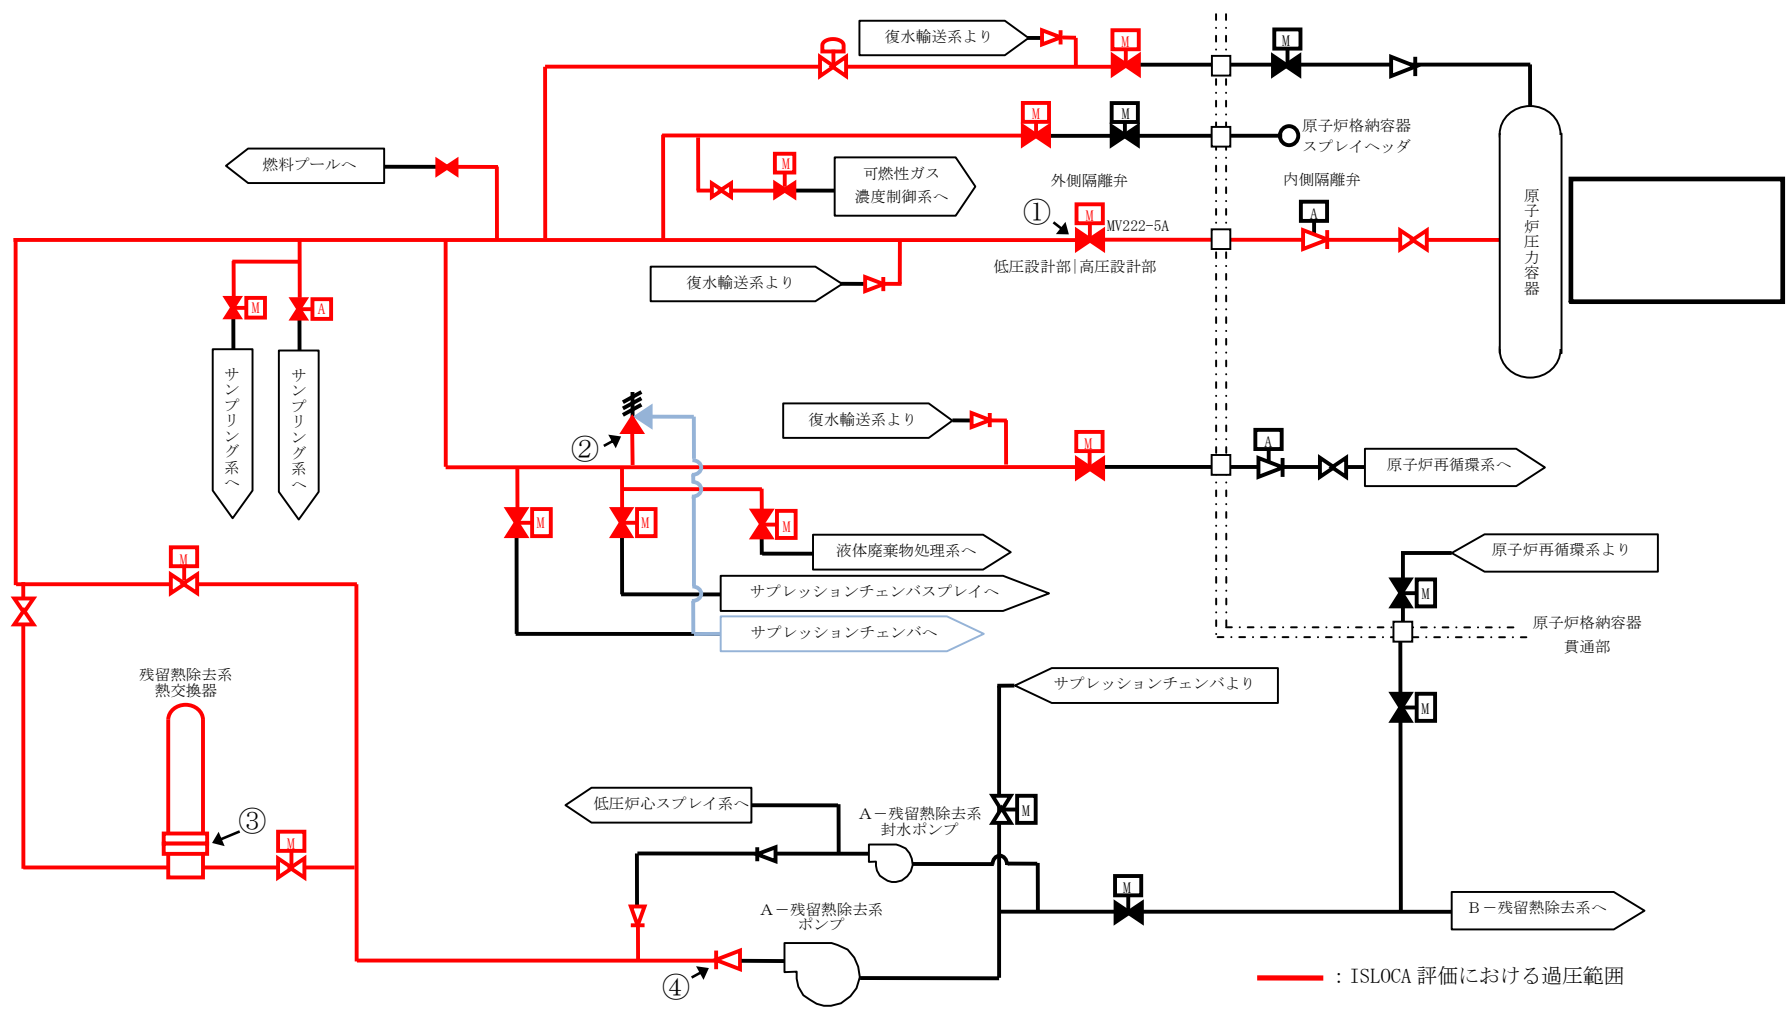 復水輸送系より
M
M
M
M
原子炉格納容器
スプレイヘッダ
燃料プールへ
M
可燃性ガス
濃度制御系へ
外側隔離弁
内側隔離弁
①
M
MV222-5A
A
原子炉圧力容器
低圧設計部|高圧設計部
復水輸送系より
M
A
サンプリング系へ
サンプリング系へ
②
復水輸送系より
M
A
原子炉再循環系へ
M
M
M
液体廃棄物処理系へ
原子炉再循環系より
M
サプレッションチェンバスプレイへ
サプレッションチェンバへ
M
原子炉格納容器
貫通部
残留熱除去系
熱交換器
サプレッションチェンバより
M
低圧炉心スプレイ系へ
A-残留熱除去系
封水ポンプ
M
③
M
M
A-残留熱除去系
ポンプ
B-残留熱除去系へ
④
:ISLOCA 評価における過圧範囲